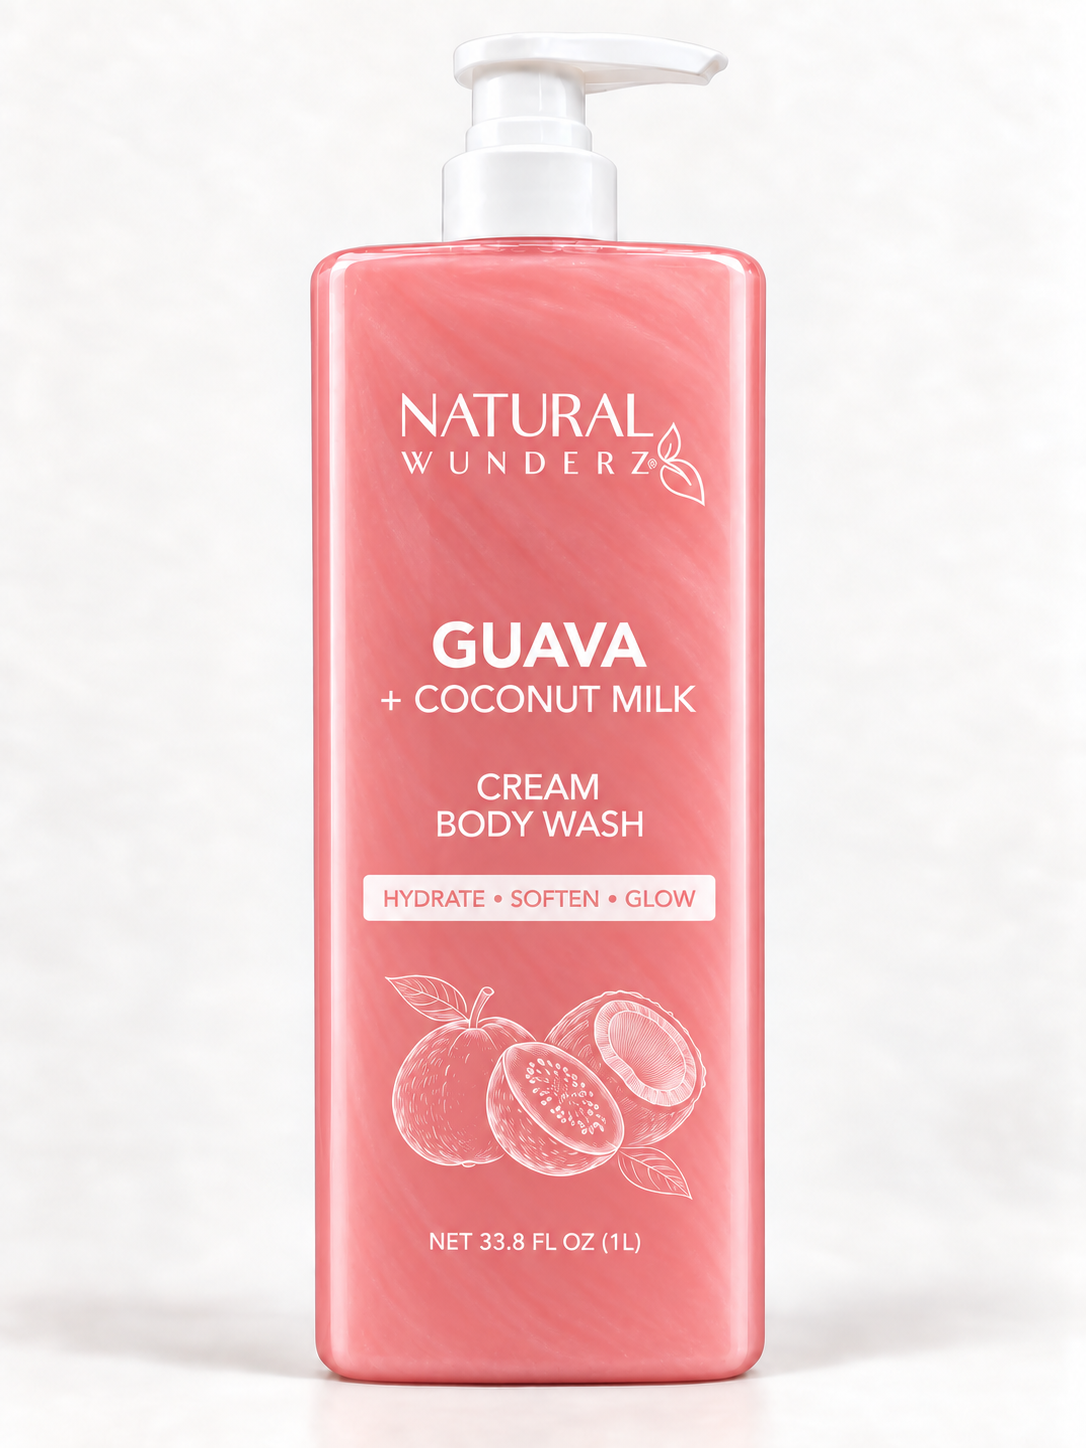 NATURAL
WUNDERZ®
GUAVA
+ COCONUT MILK
CREAM
BODY WASH
HYDRATE • SOFTEN • GLOW
NET 33.8 FL OZ (1L)